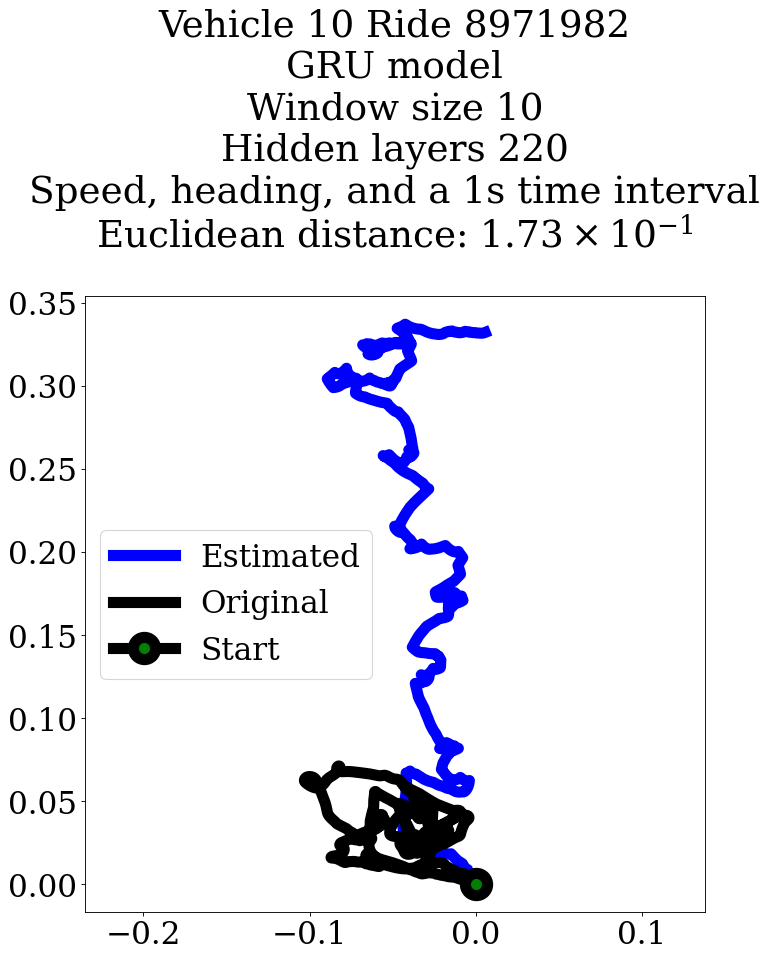 Vehicle 10 Ride 8971982
GRU model
Window size 10
Hidden layers 220
Speed, heading, and a 1s time interval
Euclidean distance: 1.73 × 10⁻¹
0.35
0.30
0.25
0.20
0.15
0.10
0.05
0.00
Estimated
Original
Start
−0.2
−0.1
0.0
0.1